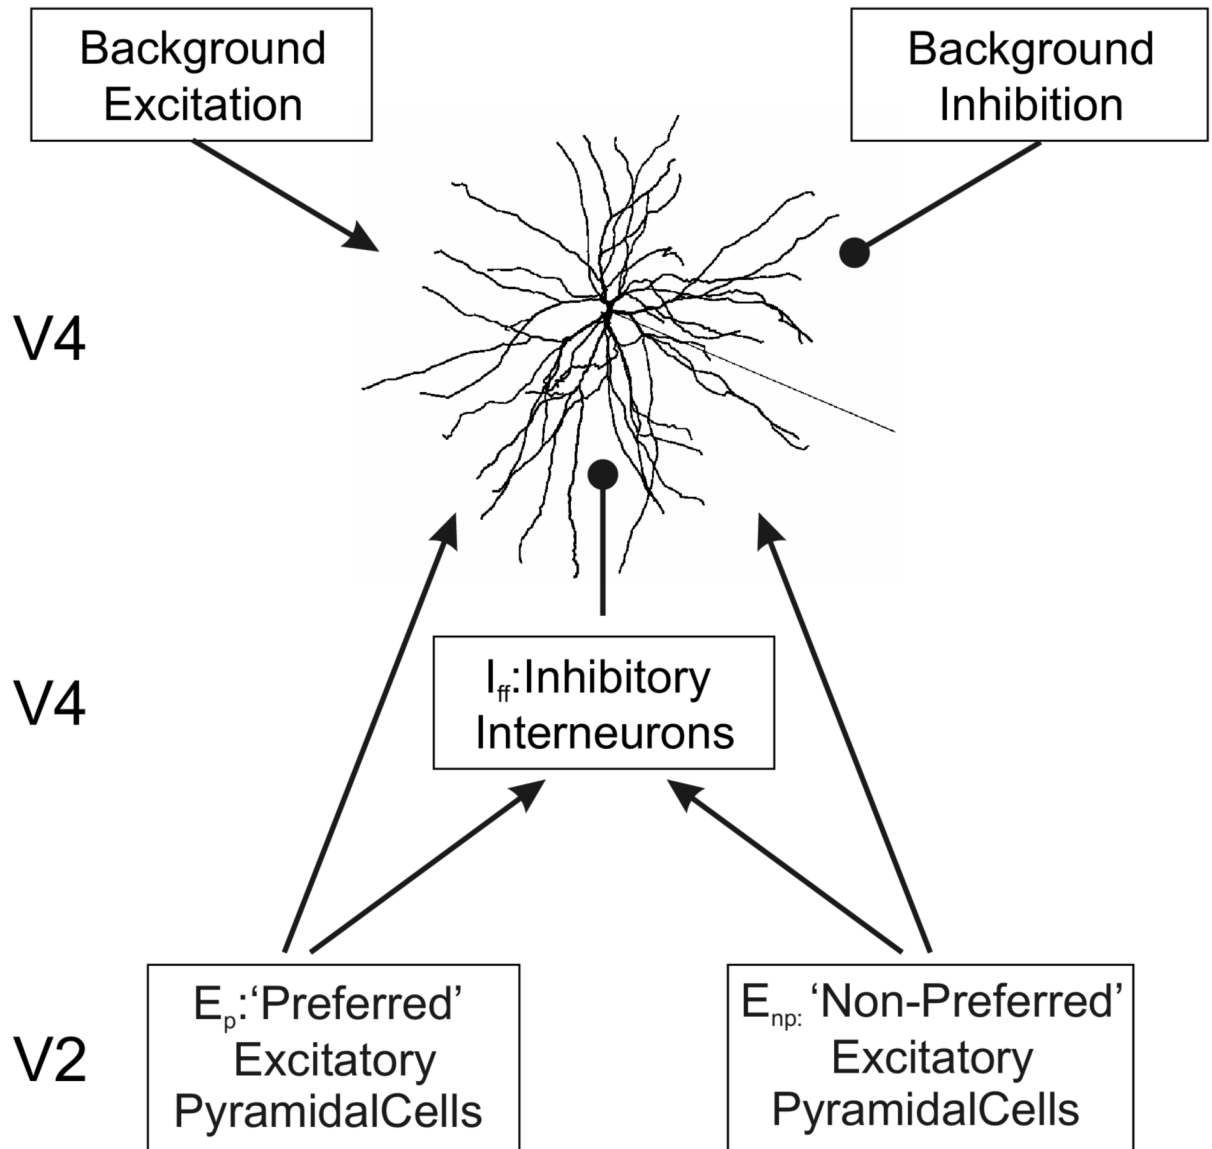 Background
Excitation
Background
Inhibition
V4
V4
Iff:Inhibitory
Interneurons
V2
Ep:‘Preferred’
Excitatory
PyramidalCells
Enp: ‘Non-Preferred’
Excitatory
PyramidalCells